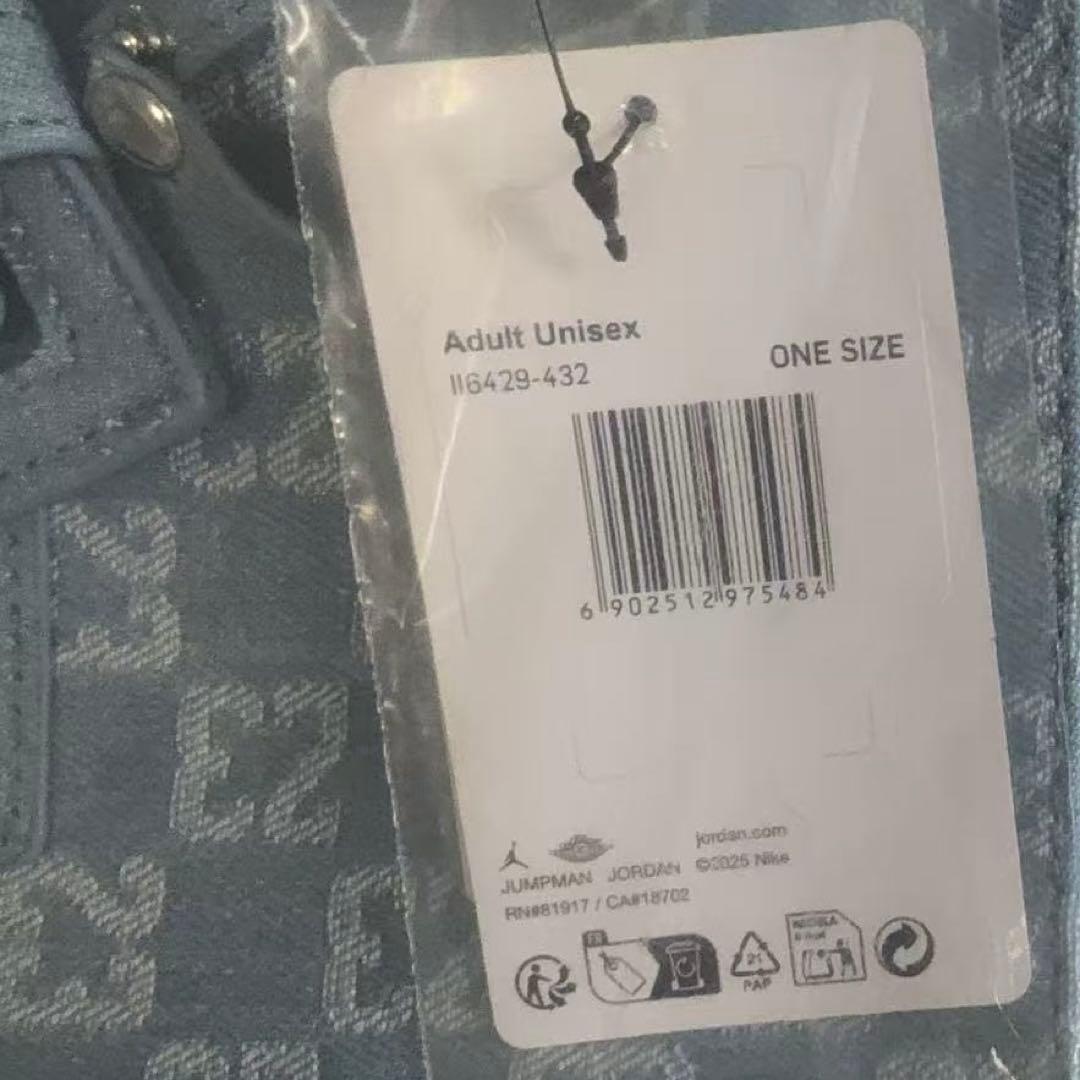 Adult Unisex
II6429-432
ONE SIZE
6 902512 975484
jordan.com
JUMPMAN JORDAN ©2025 Nike
RN#81917 / CA#18702
FR
21
PAP